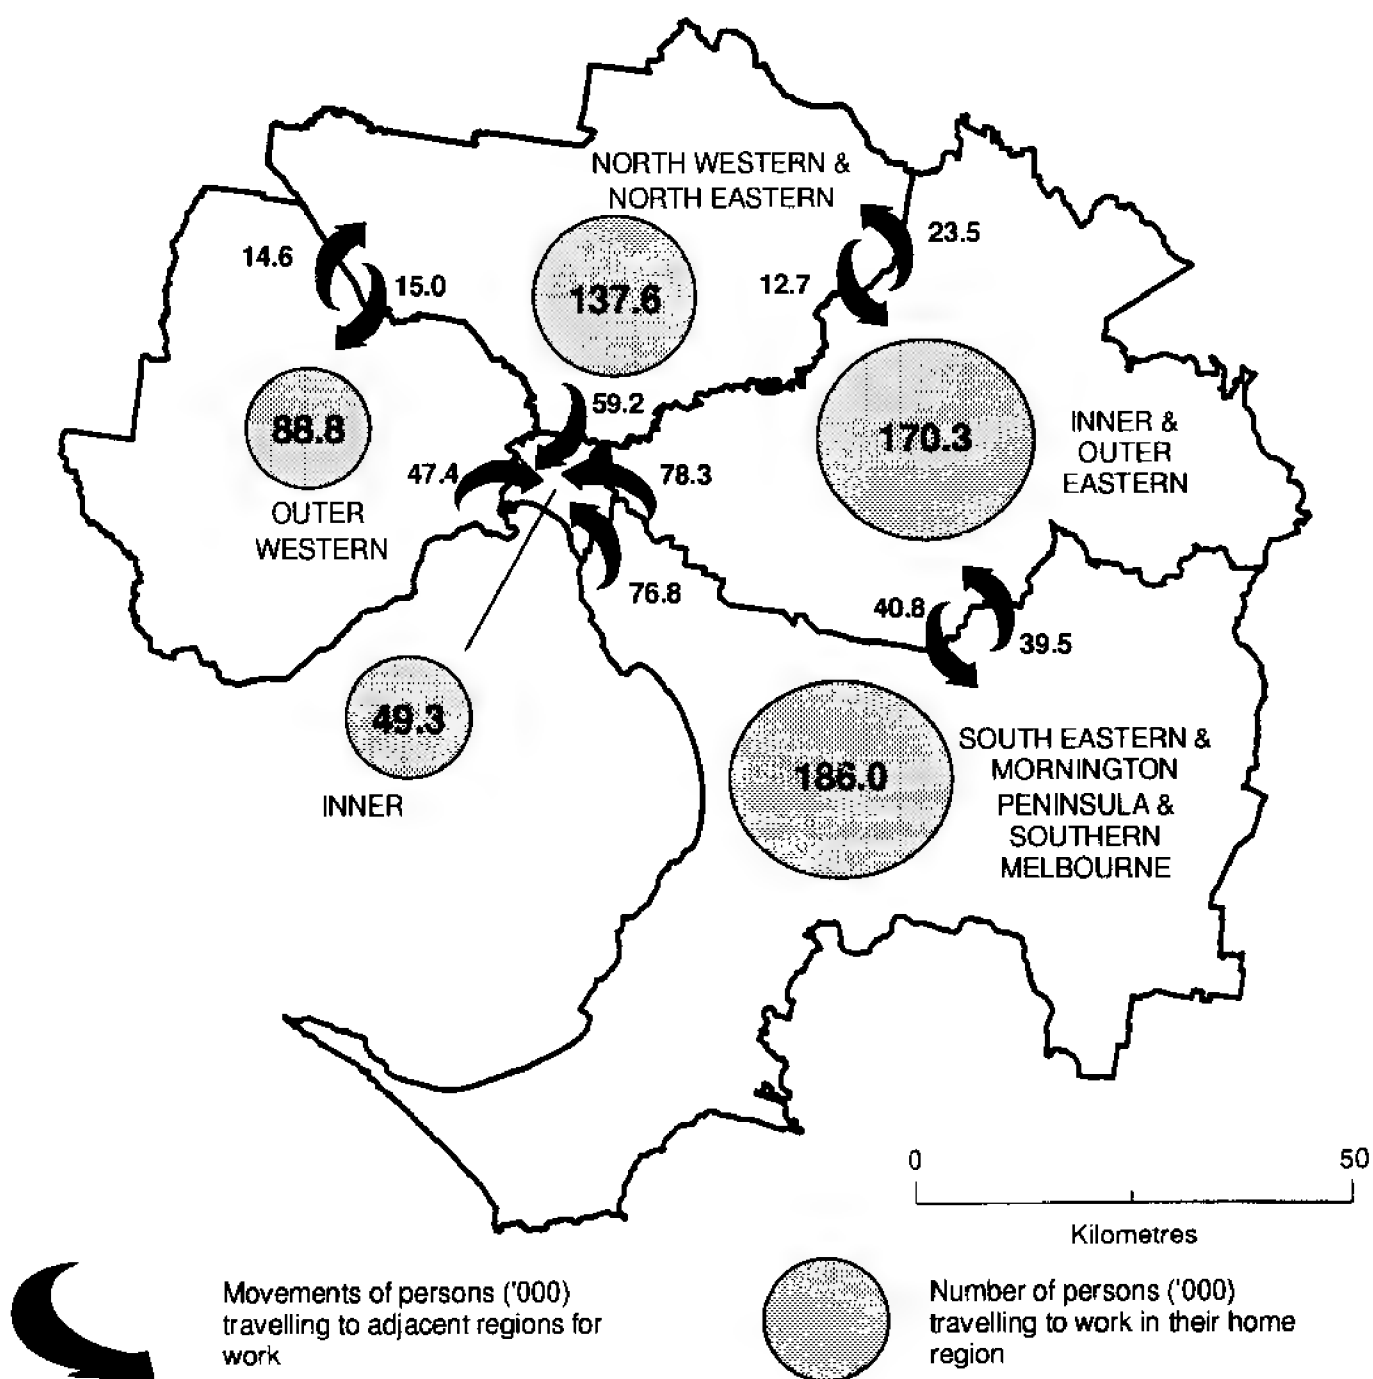 NORTH WESTERN &
NORTH EASTERN
14.6
15.0
137.6
12.7
23.5
88.8
OUTER
WESTERN
59.2
47.4
78.3
76.8
170.3
INNER &
OUTER
EASTERN
40.8
39.5
49.3
INNER
186.0
SOUTH EASTERN &
MORNINGTON
PENINSULA &
SOUTHERN
MELBOURNE
0 50
Kilometres
Movements of persons ('000)
travelling to adjacent regions for
work
Number of persons ('000)
travelling to work in their home
region